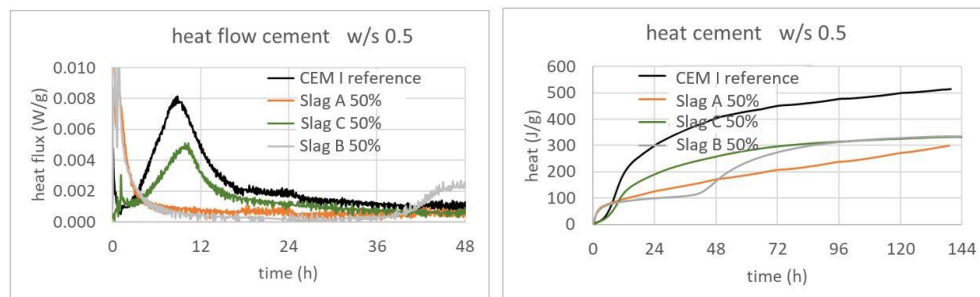 heat flow cement w/s 0.5
heat flux (W/g)
0.010
0.008
0.006
0.004
0.002
0.000
CEM I reference
Slag A 50%
Slag C 50%
Slag B 50%
0 12 24 36 48
time (h)
heat cement w/s 0.5
heat (J/g)
600
500
400
300
200
100
0
CEM I reference
Slag A 50%
Slag C 50%
Slag B 50%
0 24 48 72 96 120 144
time (h)